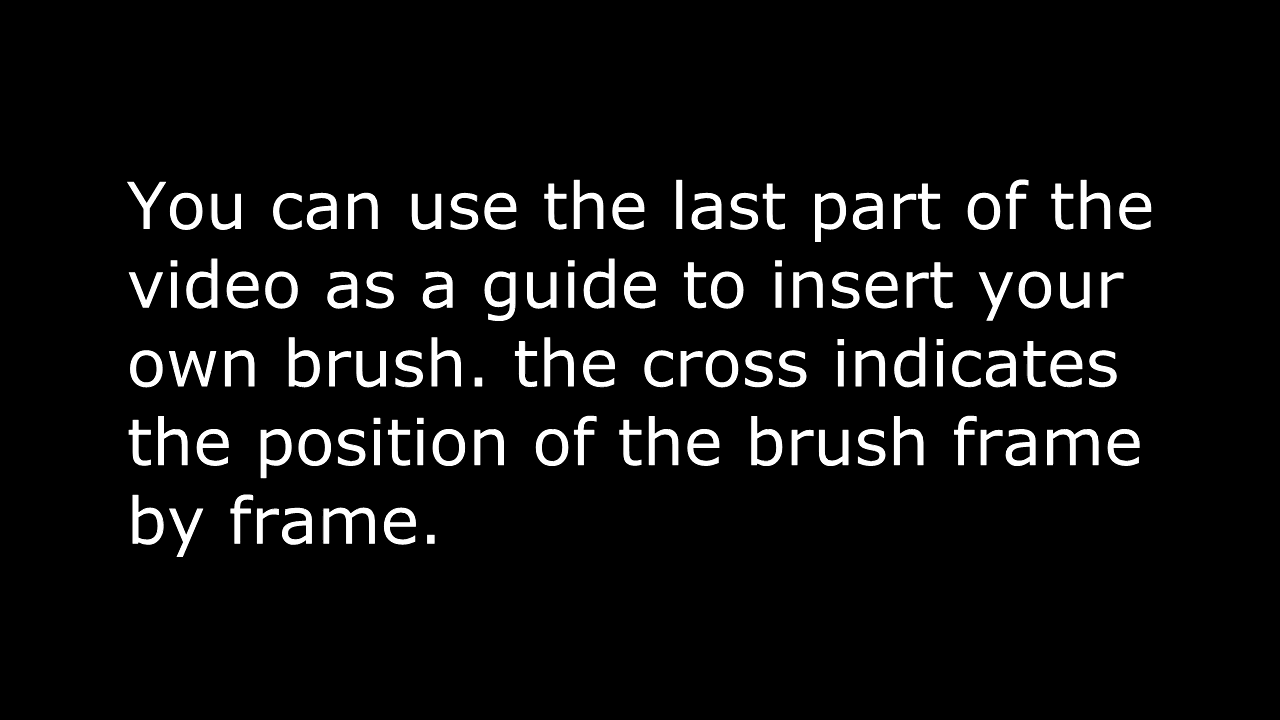 You can use the last part of the
video as a guide to insert your
own brush. the cross indicates
the position of the brush frame
by frame.